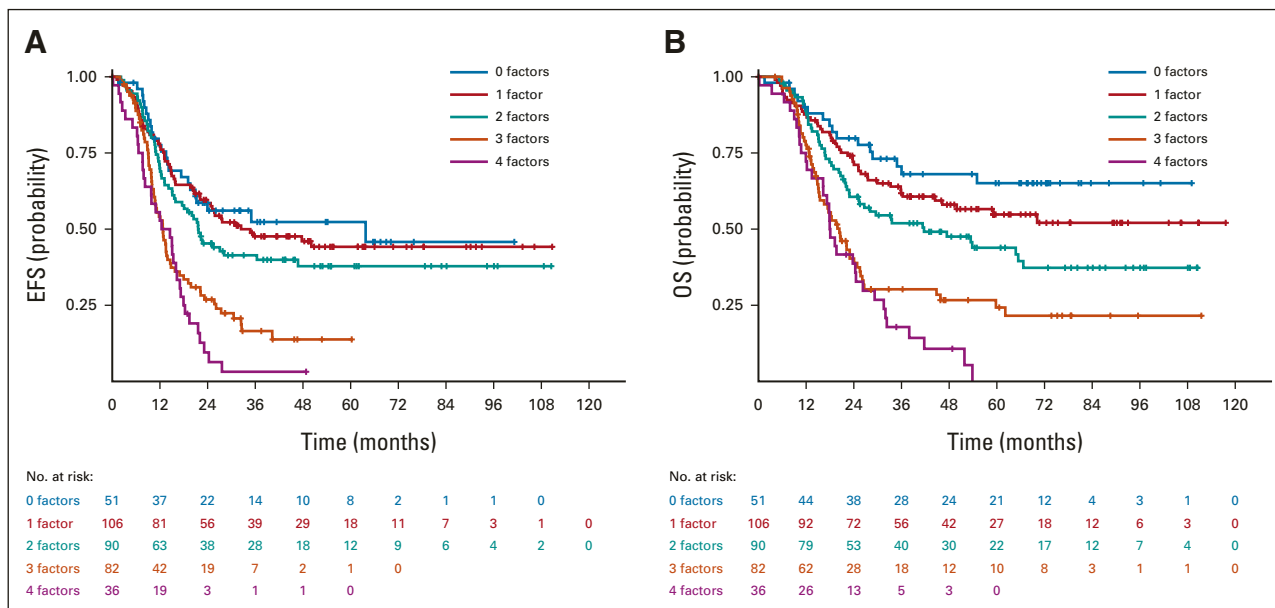 A
B
EFS (probability)
1.00
0.75
0.50
0.25
0 factors
1 factor
2 factors
3 factors
4 factors
0 12 24 36 48 60 72 84 96 108 120
Time (months)
OS (probability)
1.00
0.75
0.50
0.25
0 factors
1 factor
2 factors
3 factors
4 factors
0 12 24 36 48 60 72 84 96 108 120
Time (months)
No. at risk:
0 factors 51 37 22 14 10 8 2 1 1 0
1 factor 106 81 56 39 29 18 11 7 3 1 0
2 factors 90 63 38 28 18 12 9 6 4 2 0
3 factors 82 42 19 7 2 1 0
4 factors 36 19 3 1 1 0
No. at risk:
0 factors 51 44 38 28 24 21 12 4 3 1 0
1 factor 106 92 72 56 42 27 18 12 6 3 0
2 factors 90 79 53 40 30 22 17 12 7 4 0
3 factors 82 62 28 18 12 10 8 3 1 1 0
4 factors 36 26 13 5 3 0